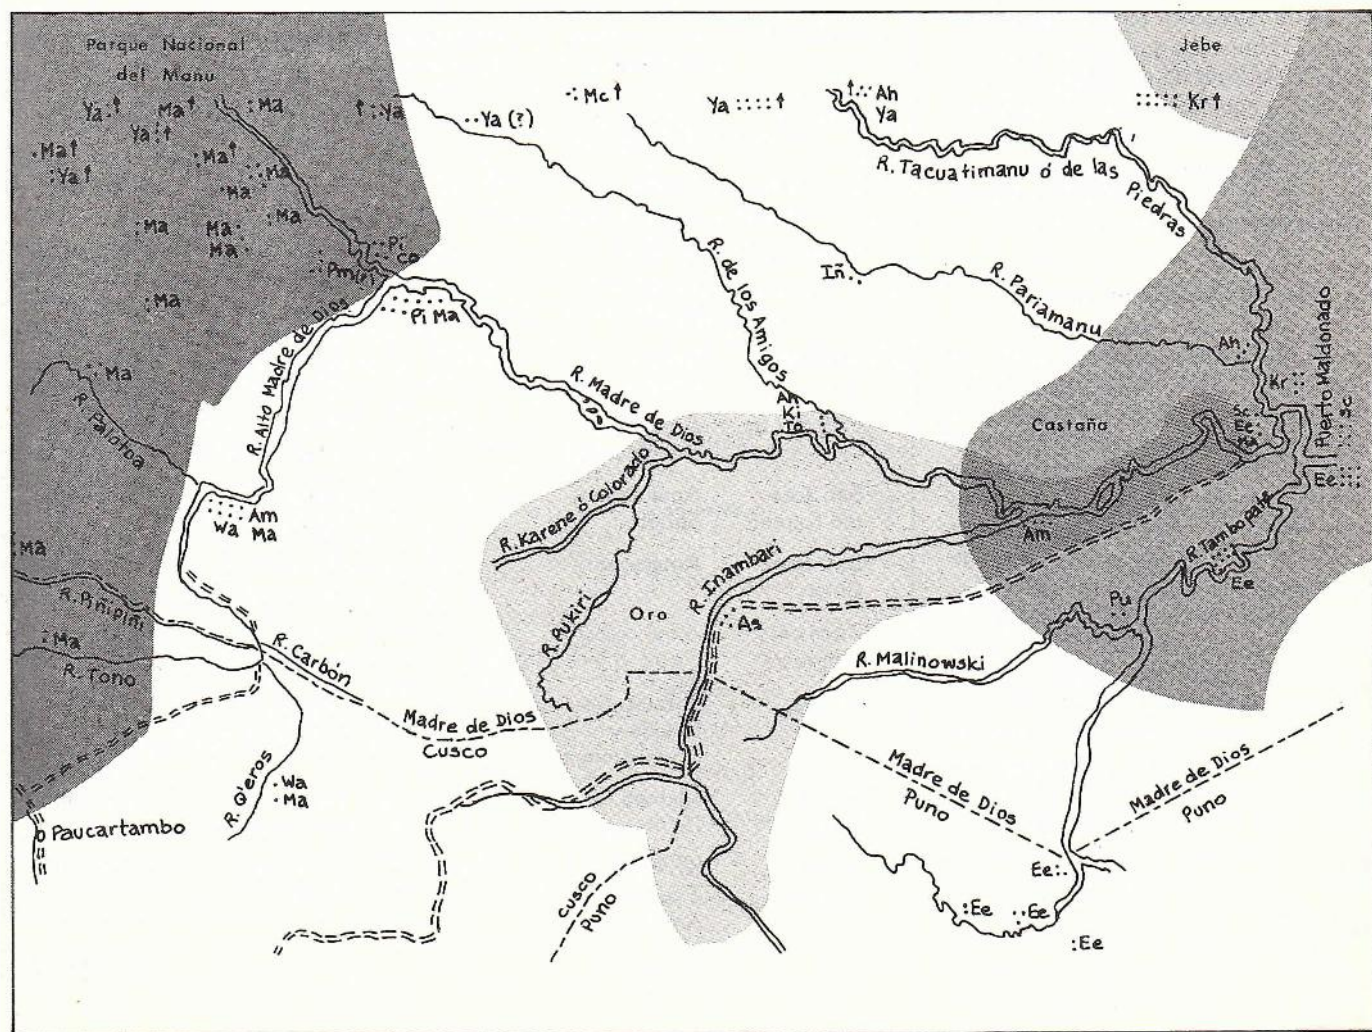 Parque Nacional
del Manu
Jebe
Ya
Ma
Ma
Ya
Ya (?)
Mc
Ya
Ah
Ya
Kr
Ya
Ma
Ya
Ma
Ma
Ma
R. Tacuatimanu ó de las Piedras
Ma
Ma
Ma
Ma
Pi
Co
Pm(?)
Ma
Pi Ma
R. Alto Madre de Dios
R. de los Amigos
Iñ
R. Pariamanu
Ah
Kr
Puerto Maldonado
Ma
R. Palotoa
R. Madre de Dios
Ah
Ki
To
Castaña
Sc
Ee
Ma
Sc
Ee
Am
Wa Ma
R. Karene ó Colorado
R. Pukiri
Oro
R. Inambari
As
Am
R. Tambopata
Ee
Pu
Ma
R. Piñipiñi
Ma
R. Tono
R. Carbón
R. Malinowski
Madre de Dios
Cusco
Madre de Dios
Puno
Madre de Dios
Puno
R. Q'eros
Wa
Ma
Paucartambo
Cusco
Puno
Ee
Ee
Ee
Ee